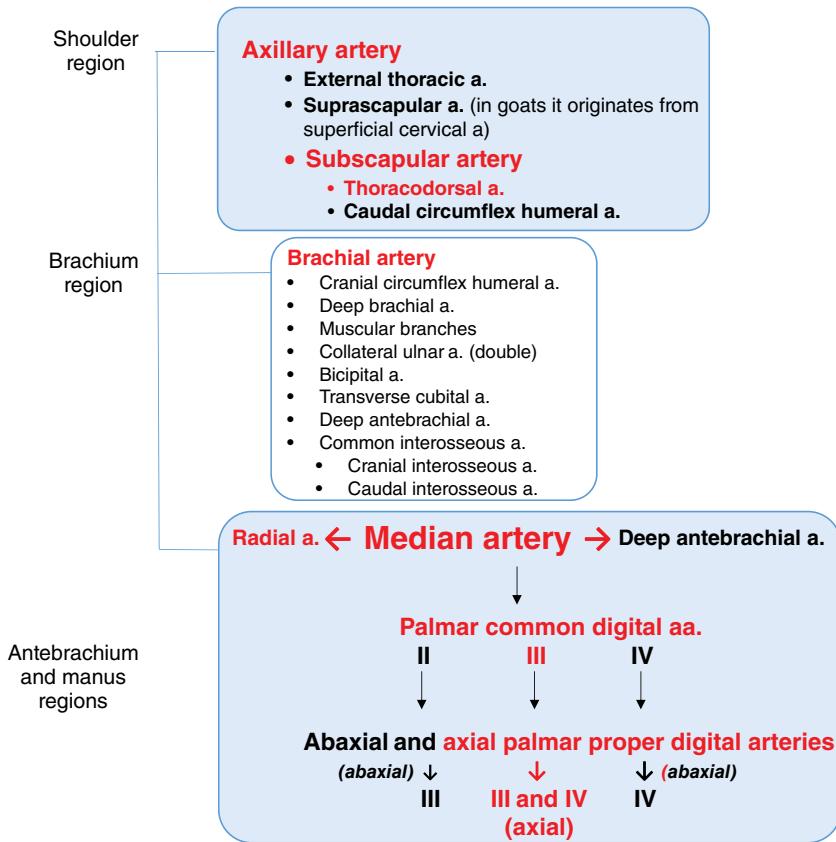 Shoulder
region
Axillary artery
• External thoracic a.
• Suprascapular a. (in goats it originates from
superficial cervical a)
• Subscapular artery
• Thoracodorsal a.
• Caudal circumflex humeral a.
Brachium
region
Brachial artery
• Cranial circumflex humeral a.
• Deep brachial a.
• Muscular branches
• Collateral ulnar a. (double)
• Bicipital a.
• Transverse cubital a.
• Deep antebrachial a.
• Common interosseous a.
• Cranial interosseous a.
• Caudal interosseous a.
Antebrachium
and manus
regions
Radial a. ← Median artery → Deep antebrachial a.
Palmar common digital aa.
II III IV
Abaxial and axial palmar proper digital arteries
(abaxial) ↓ ↓ ↓ (abaxial)
III III and IV IV
(axial)